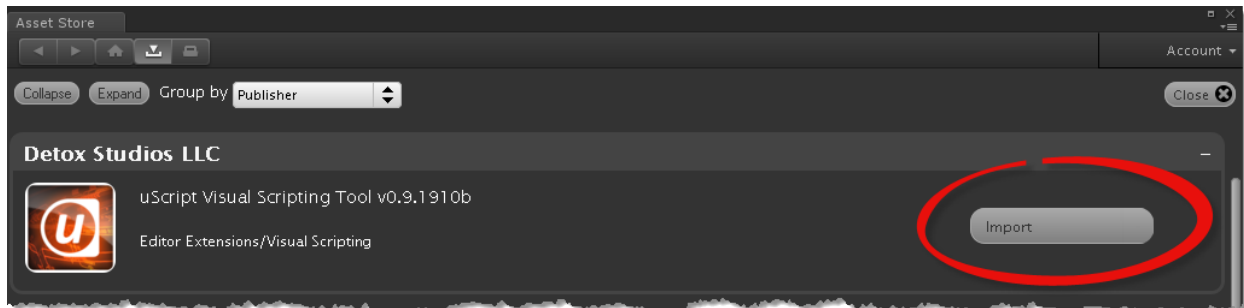 Asset Store
Account
Collapse Expand Group by Publisher Close
Detox Studios LLC
uScript Visual Scripting Tool v0.9.1910b
Import
Editor Extensions/Visual Scripting